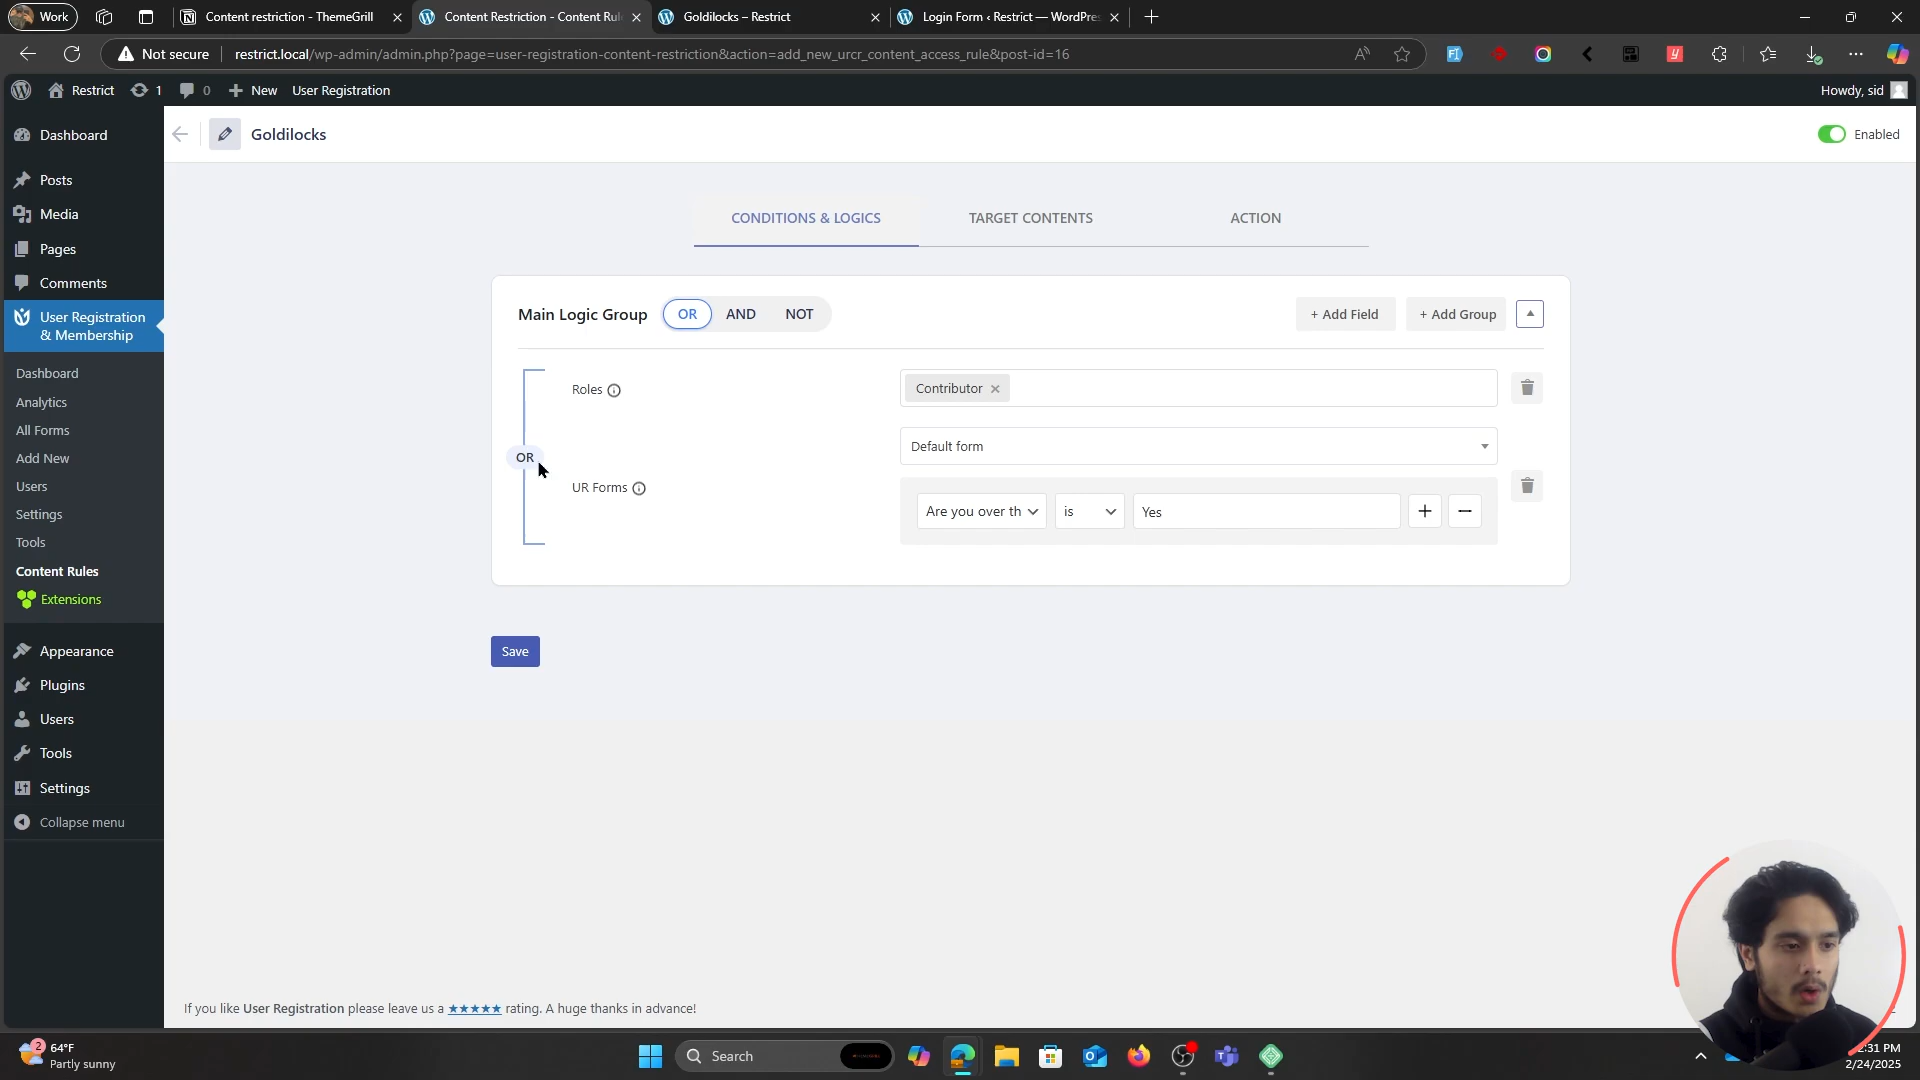 Work
Content restriction - ThemeGrill
Content Restriction - Content Rul
Goldilocks – Restrict
Login Form ‹ Restrict — WordPres
Not secure
restrict.local/wp-admin/admin.php?page=user-registration-content-restriction&action=add_new_urcr_content_access_rule&post-id=16
Restrict
1
0
New
User Registration
Howdy, sid
Dashboard
Posts
Media
Pages
Comments
User Registration
& Membership
Dashboard
Analytics
All Forms
Add New
Users
Settings
Tools
Content Rules
Extensions
Appearance
Plugins
Users
Tools
Settings
Collapse menu
Goldilocks
Enabled
CONDITIONS & LOGICS
TARGET CONTENTS
ACTION
Main Logic Group
OR
AND
NOT
+ Add Field
+ Add Group
Roles
Contributor
OR
Default form
UR Forms
Are you over th
is
Yes
Save
If you like User Registration please leave us a ★★★★★ rating. A huge thanks in advance!
2
64°F
Partly sunny
Search
:31 PM
2/24/2025